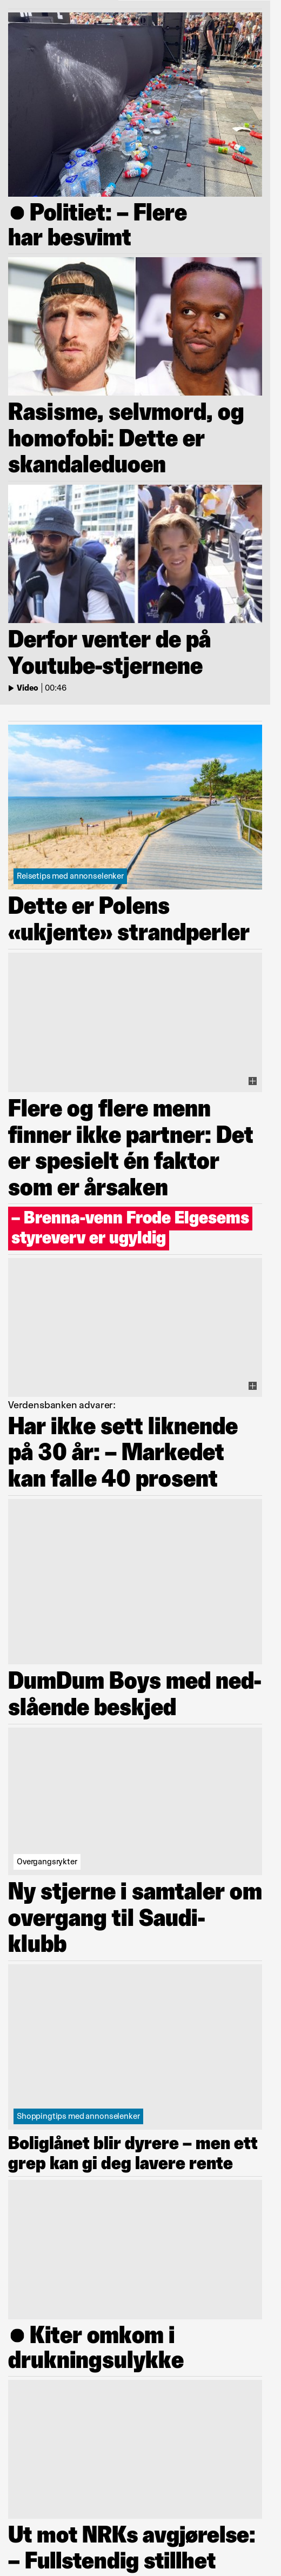 ● Politiet: – Flere
har besvimt
Rasisme, selvmord, og
homofobi: Dette er
skandaleduoen
Derfor venter de på
Youtube-stjernene
Video | 00:46
Reisetips med annonselenker
Dette er Polens
«ukjente» strandperler
Flere og flere menn
finner ikke partner: Det
er spesielt én faktor
som er årsaken
– Brenna-venn Frode Elgesems
styreverv er ugyldig
Verdensbanken advarer:
Har ikke sett liknende
på 30 år: – Markedet
kan falle 40 prosent
DumDum Boys med ned-
slående beskjed
Overgangsrykter
Ny stjerne i samtaler om
overgang til Saudi-
klubb
Shoppingtips med annonselenker
Boliglånet blir dyrere – men ett
grep kan gi deg lavere rente
● Kiter omkom i
drukningsulykke
Ut mot NRKs avgjørelse:
– Fullstendig stillhet